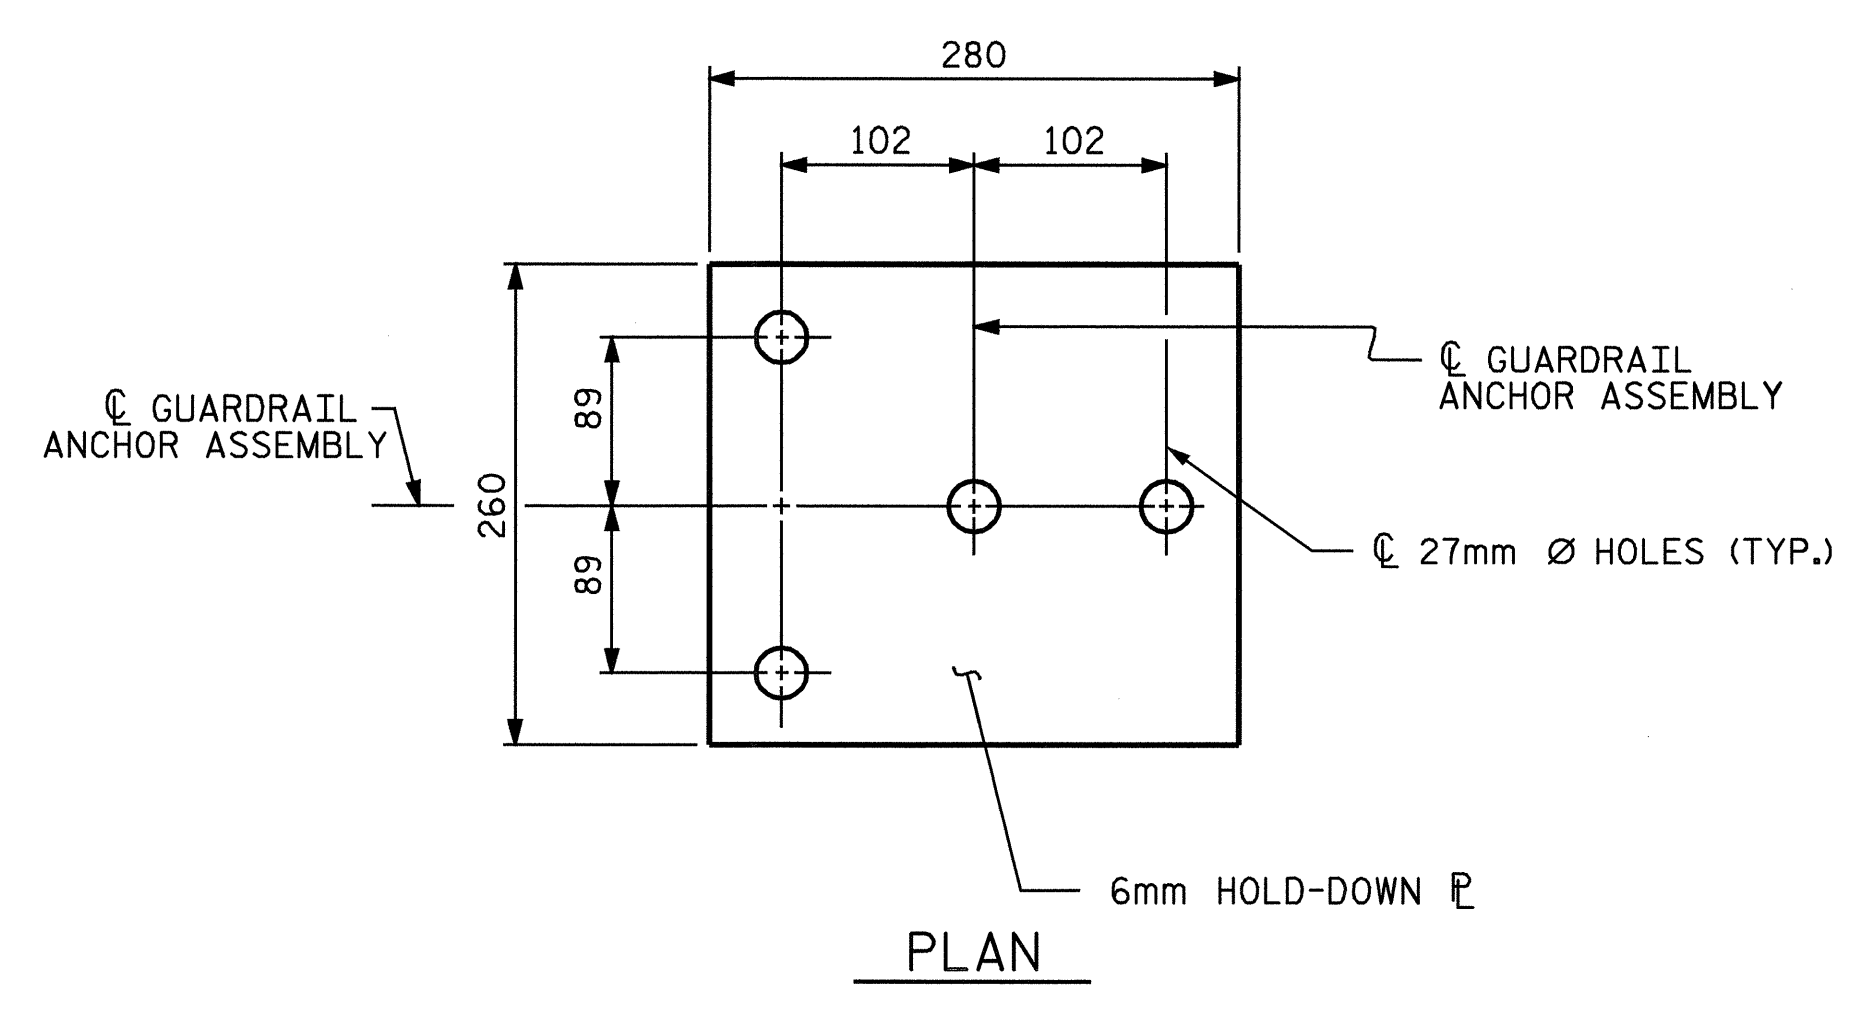 280
102 102
℄ GUARDRAIL
ANCHOR ASSEMBLY
89
℄ GUARDRAIL
ANCHOR ASSEMBLY
260
89
℄ 27mm Ø HOLES (TYP.)
6mm HOLD-DOWN ⅊
PLAN